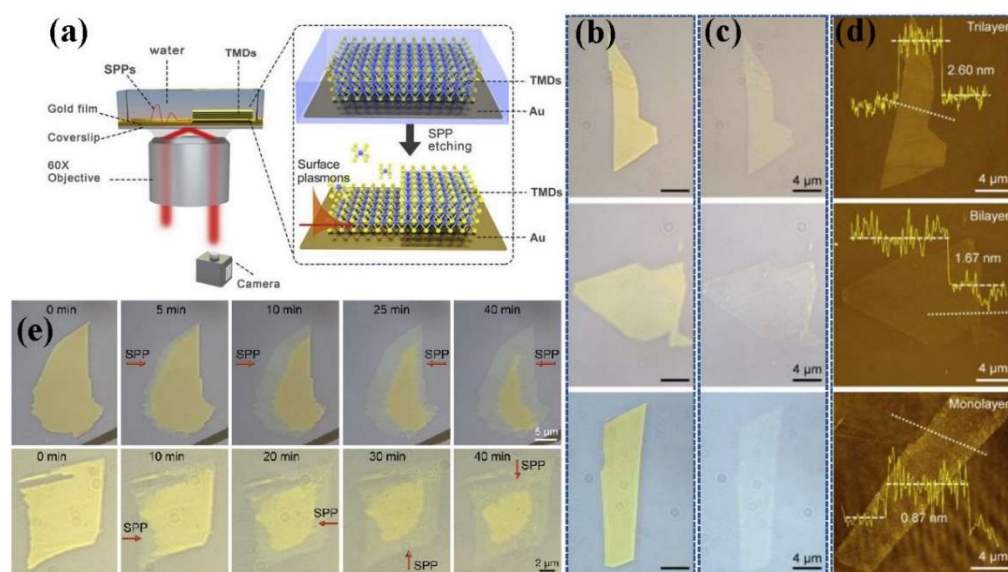 (a)
water
TMDs
SPPs
Gold film
Coverslip
60X
Objective
Camera
TMDs
Au
SPP
etching
Surface
plasmons
TMDs
Au
(b)
(c)
4 µm
4 µm
4 µm
(d)
Trilayer
2.60 nm
4 µm
Bilayer
1.67 nm
4 µm
Monolayer
0.87 nm
4 µm
(e)
0 min
5 min
SPP
10 min
SPP
25 min
SPP
40 min
SPP
5 µm
0 min
10 min
SPP
20 min
SPP
30 min
SPP
40 min
SPP
2 µm